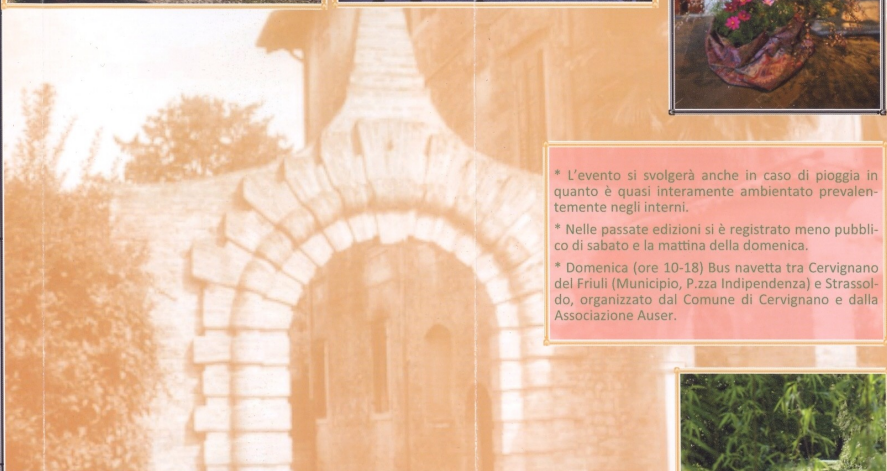 * L'evento si svolgerà anche in caso di pioggia in
quanto è quasi interamente ambientato prevalen-
temente negli interni.
* Nelle passate edizioni si è registrato meno pubbli-
co di sabato e la mattina della domenica.
* Domenica (ore 10-18) Bus navetta tra Cervignano
del Friuli (Municipio, P.zza Indipendenza) e Strassol-
do, organizzato dal Comune di Cervignano e dalla
Associazione Auser.